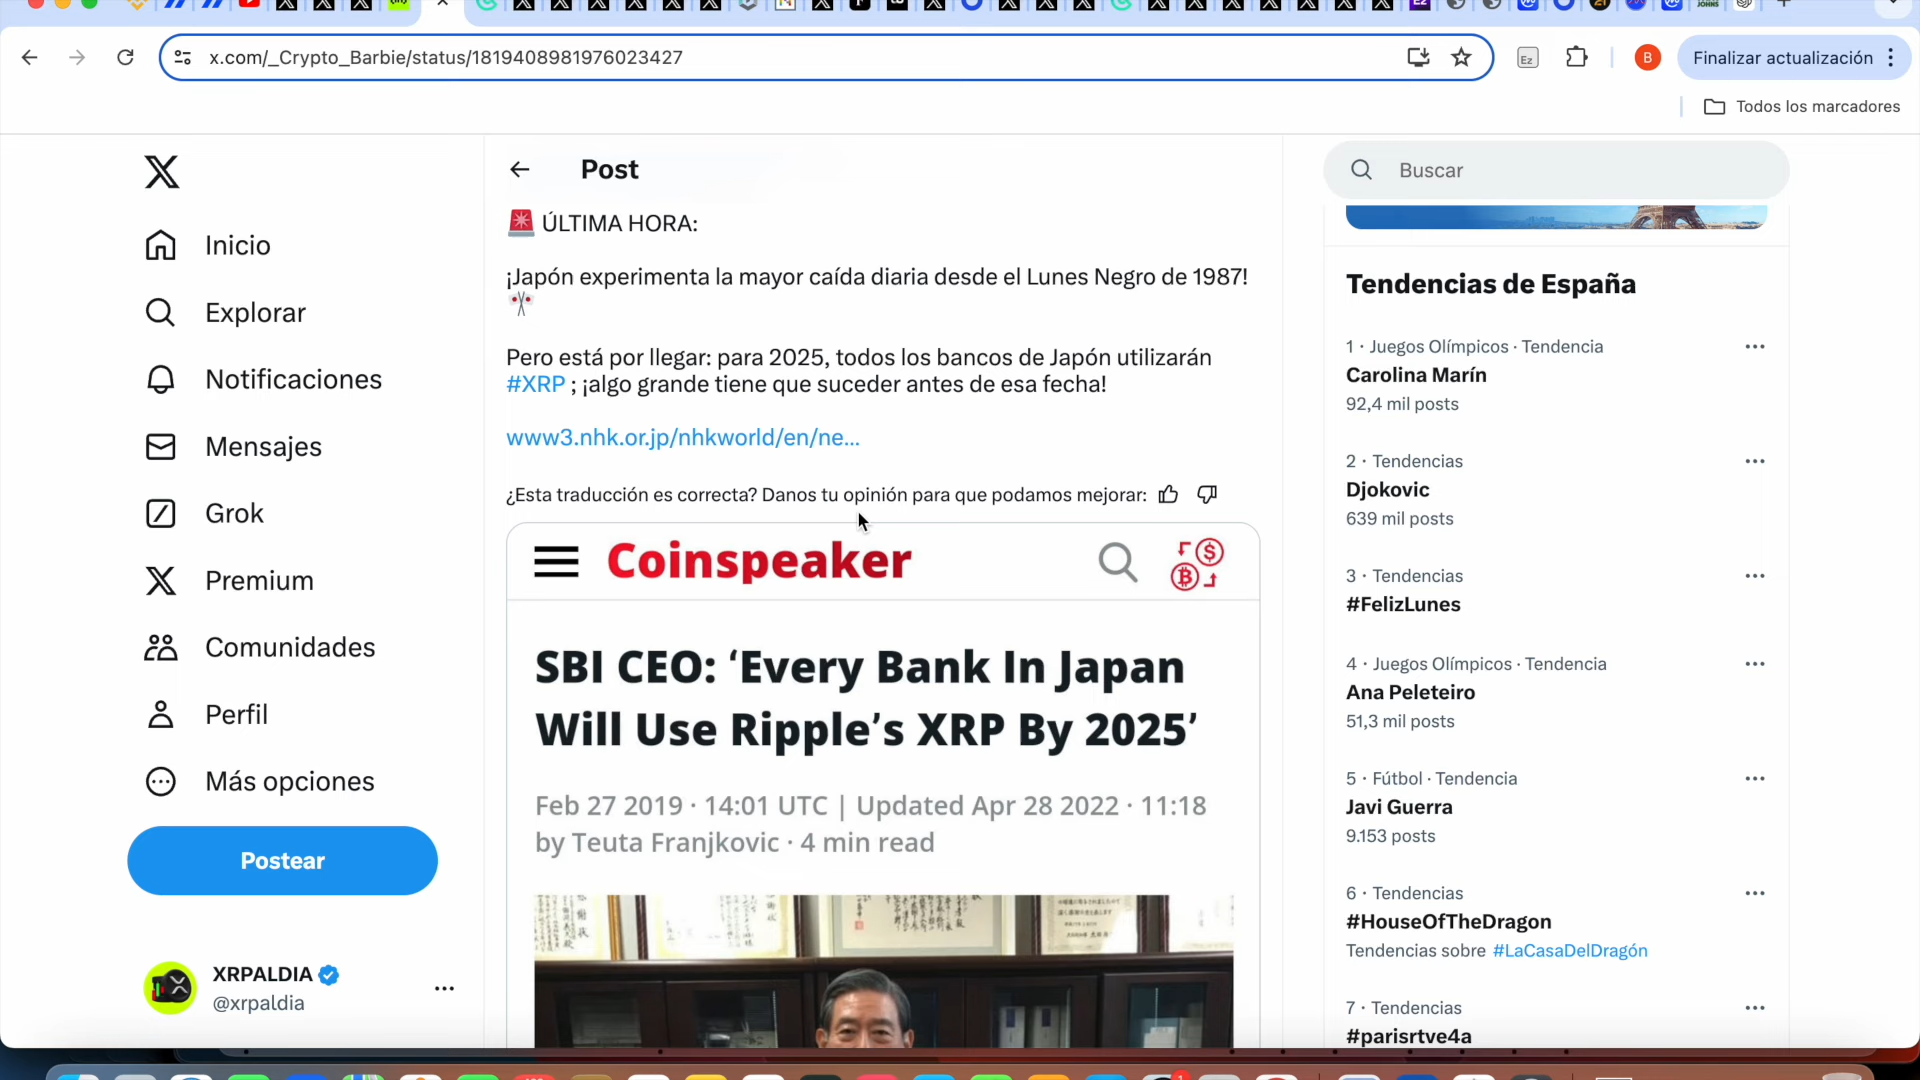 x.com/_Crypto_Barbie/status/1819408981976023427
Ez
B
Finalizar actualización
Todos los marcadores
Post
Buscar
Inicio
Explorar
Notificaciones
Mensajes
Grok
Premium
Comunidades
Perfil
Más opciones
Postear
XRPALDIA
@xrpaldia
ÚLTIMA HORA:
¡Japón experimenta la mayor caída diaria desde el Lunes Negro de 1987!
Pero está por llegar: para 2025, todos los bancos de Japón utilizarán
#XRP ; ¡algo grande tiene que suceder antes de esa fecha!
www3.nhk.or.jp/nhkworld/en/ne...
¿Esta traducción es correcta? Danos tu opinión para que podamos mejorar:
Coinspeaker
SBI CEO: ‘Every Bank In Japan
Will Use Ripple’s XRP By 2025’
Feb 27 2019 · 14:01 UTC | Updated Apr 28 2022 · 11:18
by Teuta Franjkovic · 4 min read
Tendencias de España
1 · Juegos Olímpicos · Tendencia
Carolina Marín
92,4 mil posts
2 · Tendencias
Djokovic
639 mil posts
3 · Tendencias
#FelizLunes
4 · Juegos Olímpicos · Tendencia
Ana Peleteiro
51,3 mil posts
5 · Fútbol · Tendencia
Javi Guerra
9.153 posts
6 · Tendencias
#HouseOfTheDragon
Tendencias sobre #LaCasaDelDragón
7 · Tendencias
#parisrtve4a